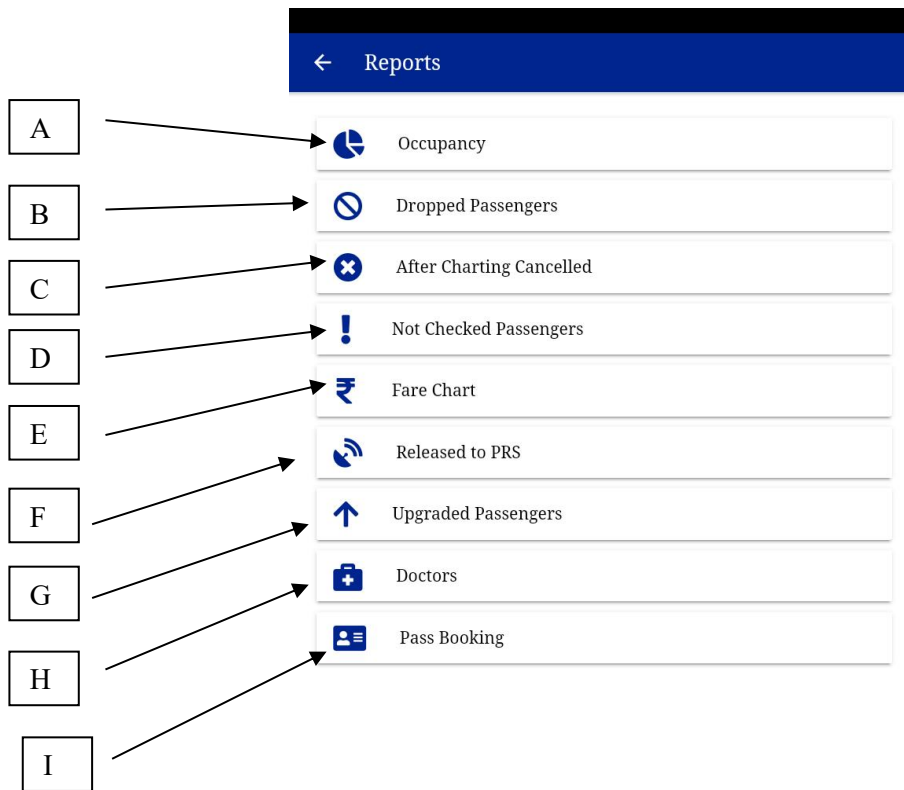 Reports
A
Occupancy
B
Dropped Passengers
C
After Charting Cancelled
D
Not Checked Passengers
E
Fare Chart
F
Released to PRS
G
Upgraded Passengers
H
Doctors
I
Pass Booking